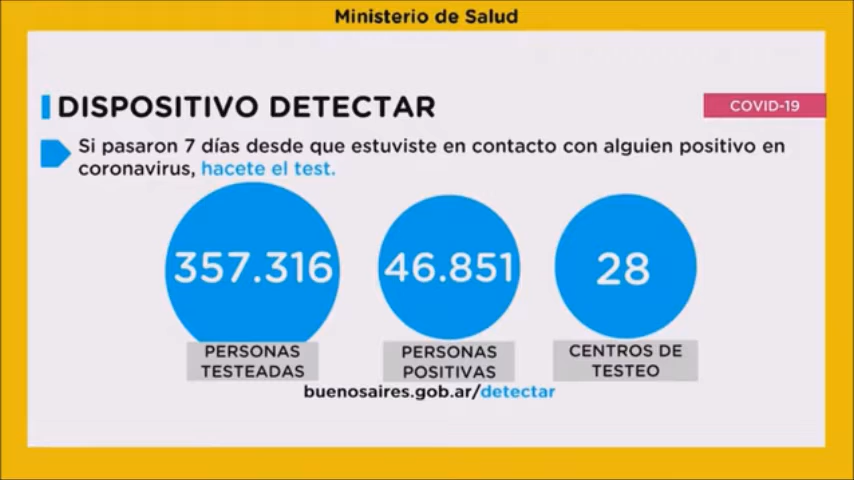 Ministerio de Salud
DISPOSITIVO DETECTAR
COVID-19
Si pasaron 7 días desde que estuviste en contacto con alguien positivo en
coronavirus, hacete el test.
357.316
46.851
28
PERSONAS
TESTEADAS
PERSONAS
POSITIVAS
CENTROS DE
TESTEO
buenosaires.gob.ar/detectar